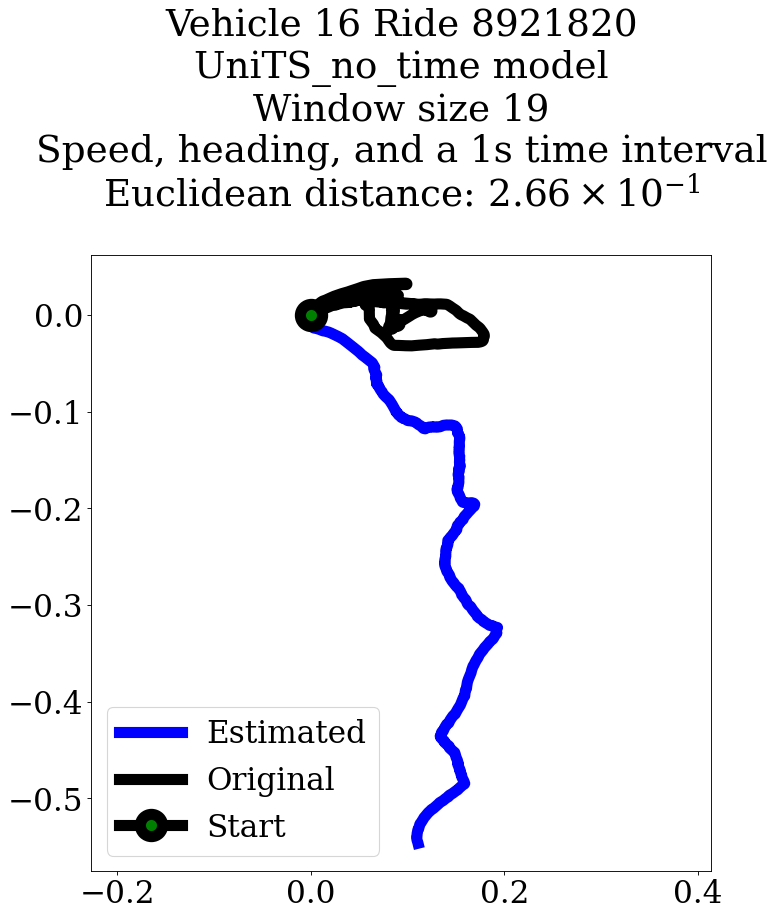 Vehicle 16 Ride 8921820
UniTS_no_time model
Window size 19
Speed, heading, and a 1s time interval
Euclidean distance: 2.66 × 10⁻¹
0.0
−0.1
−0.2
−0.3
−0.4
−0.5
Estimated
Original
Start
−0.2 0.0 0.2 0.4